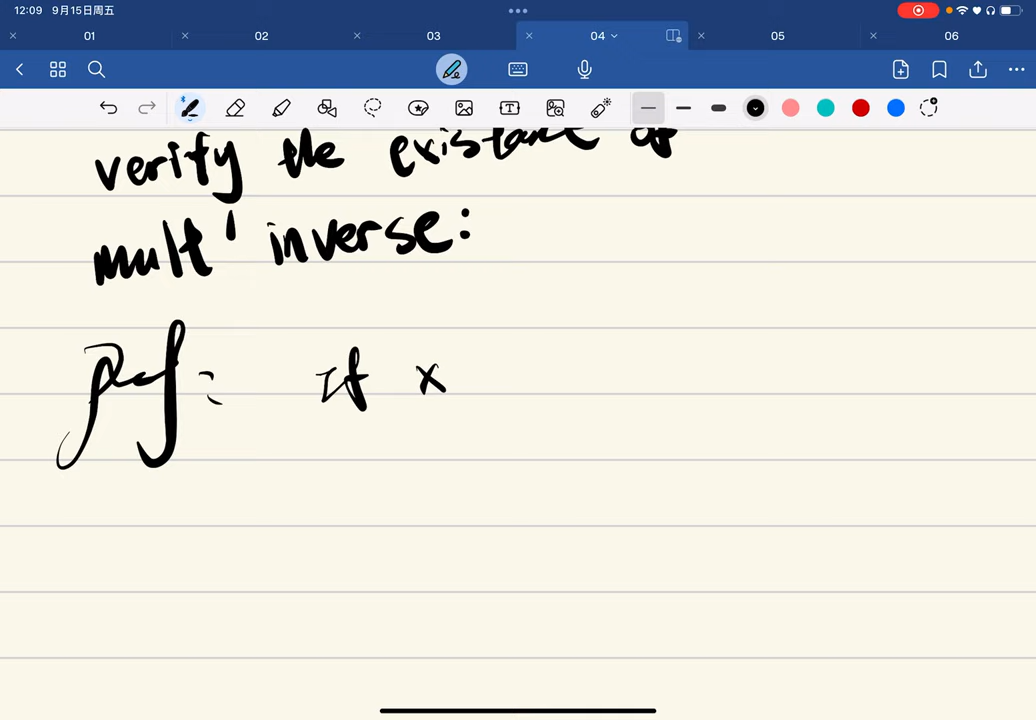 12:09 9月15日周五
01 02 03 04 05 06
verify the existant of
mult' inverse:
pf: if x